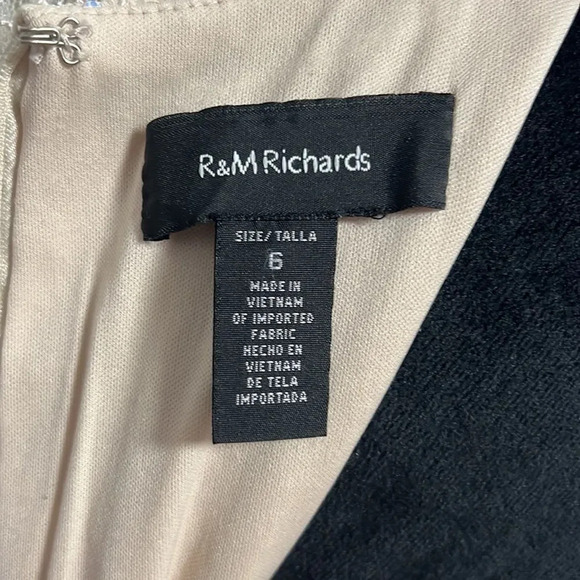 R&M Richards
SIZE/TALLA
6
MADE IN
VIETNAM
OF IMPORTED
FABRIC
HECHO EN
VIETNAM
DE TELA
IMPORTADA